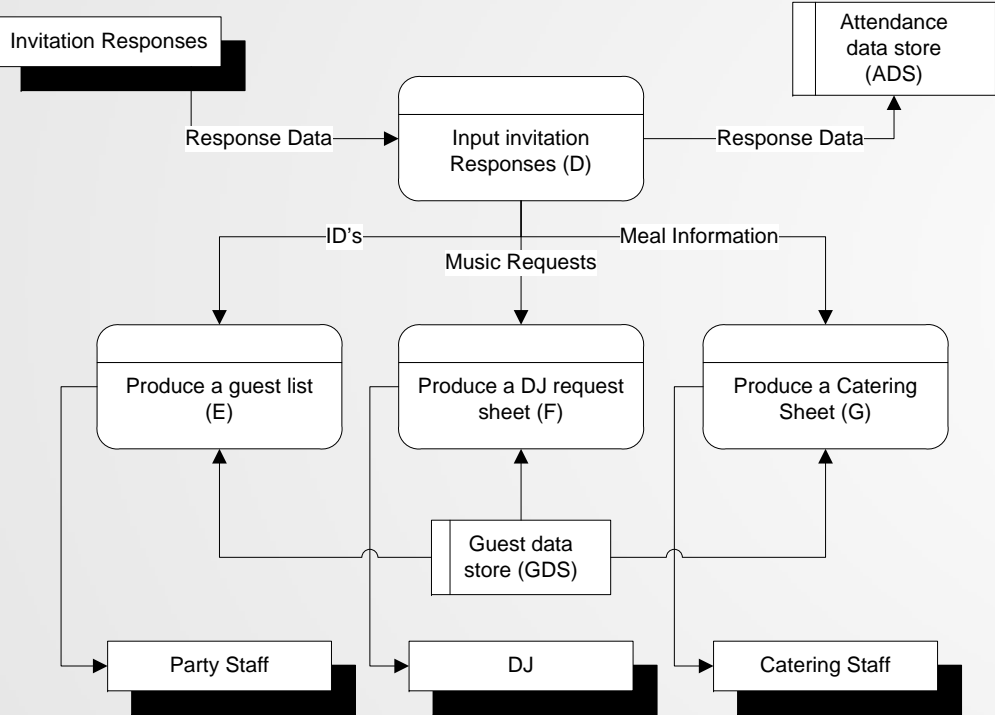 Invitation Responses
Attendance
data store
(ADS)
Response Data
Input invitation
Responses (D)
Response Data
ID's
Music Requests
Meal Information
Produce a guest list
(E)
Produce a DJ request
sheet (F)
Produce a Catering
Sheet (G)
Guest data
store (GDS)
Party Staff
DJ
Catering Staff